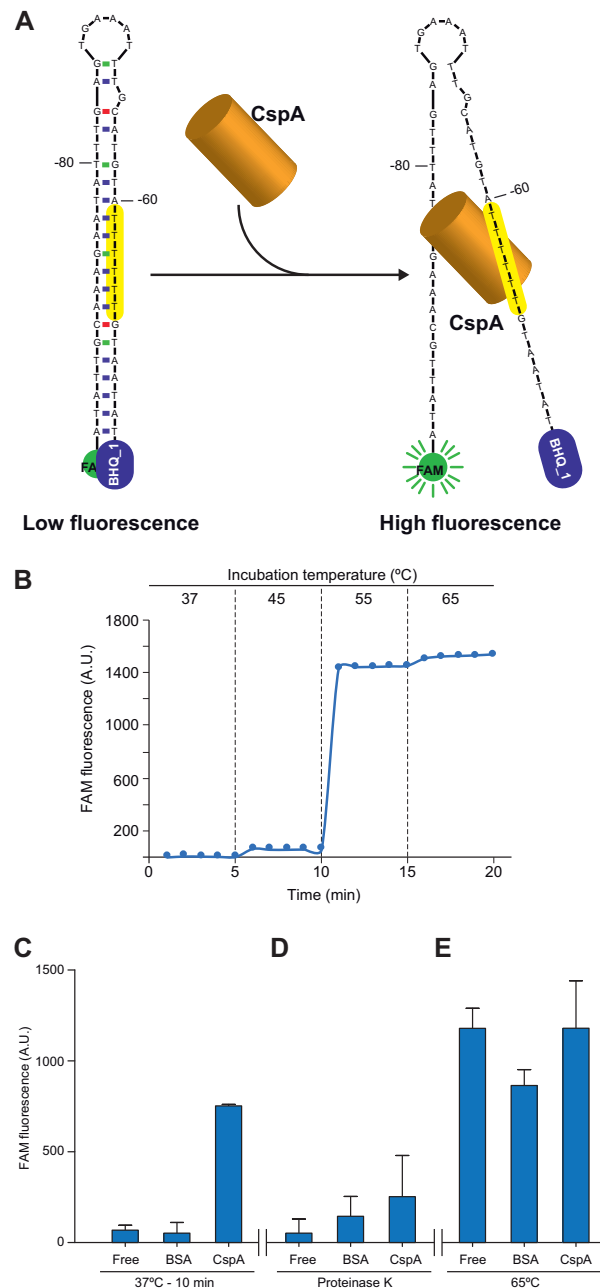 A
CspA
-80
-60
FA
BHQ_1
Low fluorescence
-80
-60
CspA
FAM
BHQ_1
High fluorescence
B
Incubation temperature (ºC)
37 45 55 65
FAM fluorescence (A.U.)
1800
1400
1000
600
200
0 5 10 15 20
Time (min)
C D E
FAM fluorescence (A.U.)
1500
1000
500
0
Free BSA CspA Free BSA CspA Free BSA CspA
37ºC - 10 min Proteinase K 65ºC